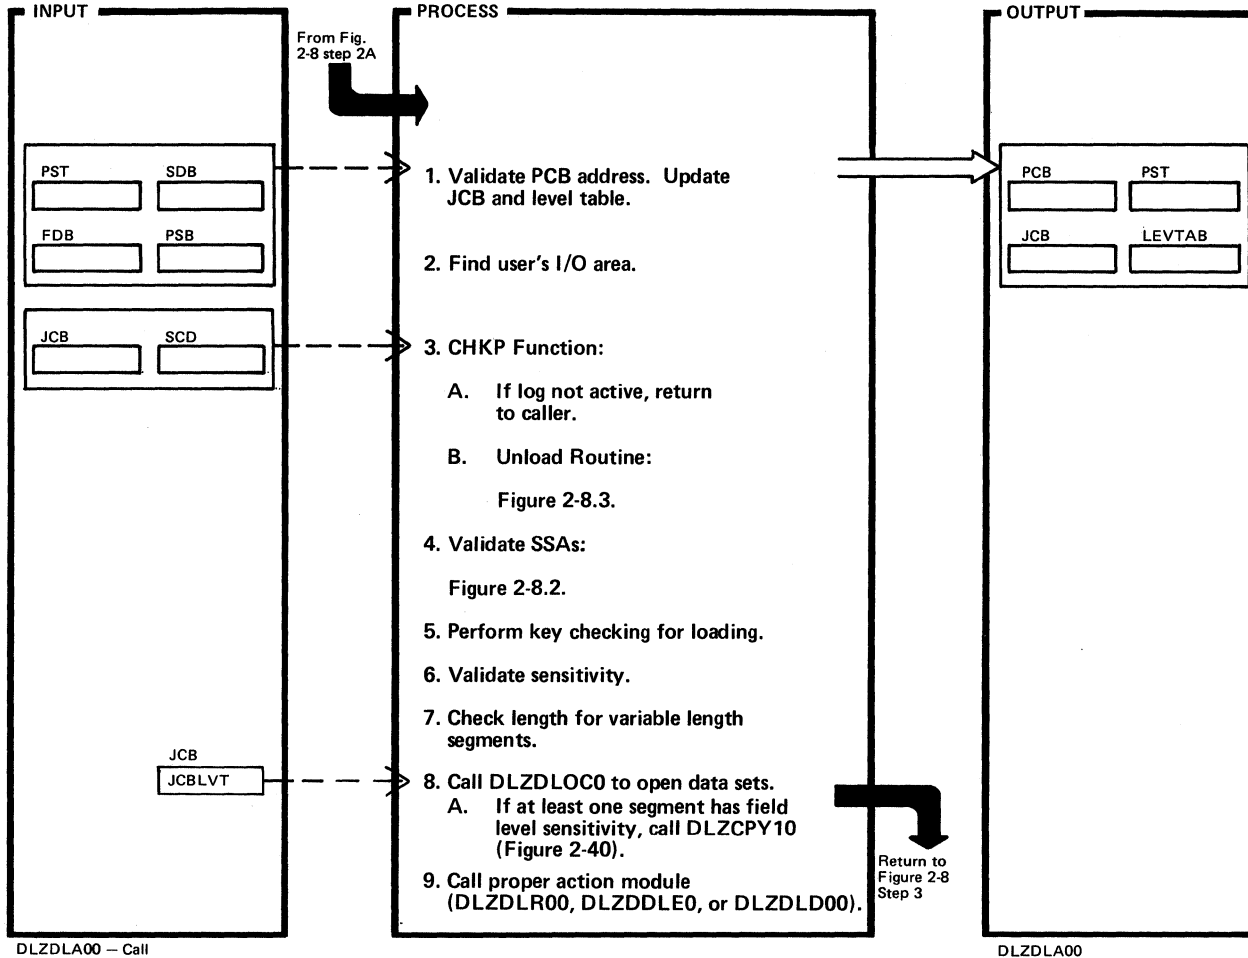 INPUT
PROCESS
OUTPUT
From Fig.
2-8 step 2A
PST SDB
FDB PSB
1. Validate PCB address. Update
JCB and level table.
PCB PST
JCB LEVTAB
2. Find user's I/O area.
JCB SCD
3. CHKP Function:
A. If log not active, return
to caller.
B. Unload Routine:
Figure 2-8.3.
4. Validate SSAs:
Figure 2-8.2.
5. Perform key checking for loading.
6. Validate sensitivity.
7. Check length for variable length
segments.
JCB
JCBLVT
8. Call DLZDLOC0 to open data sets.
A. If at least one segment has field
level sensitivity, call DLZCPY10
(Figure 2-40).
Return to
Figure 2-8
Step 3
9. Call proper action module
(DLZDLR00, DLZDDLE0, or DLZDLD00).
DLZDLA00 – Call
DLZDLA00